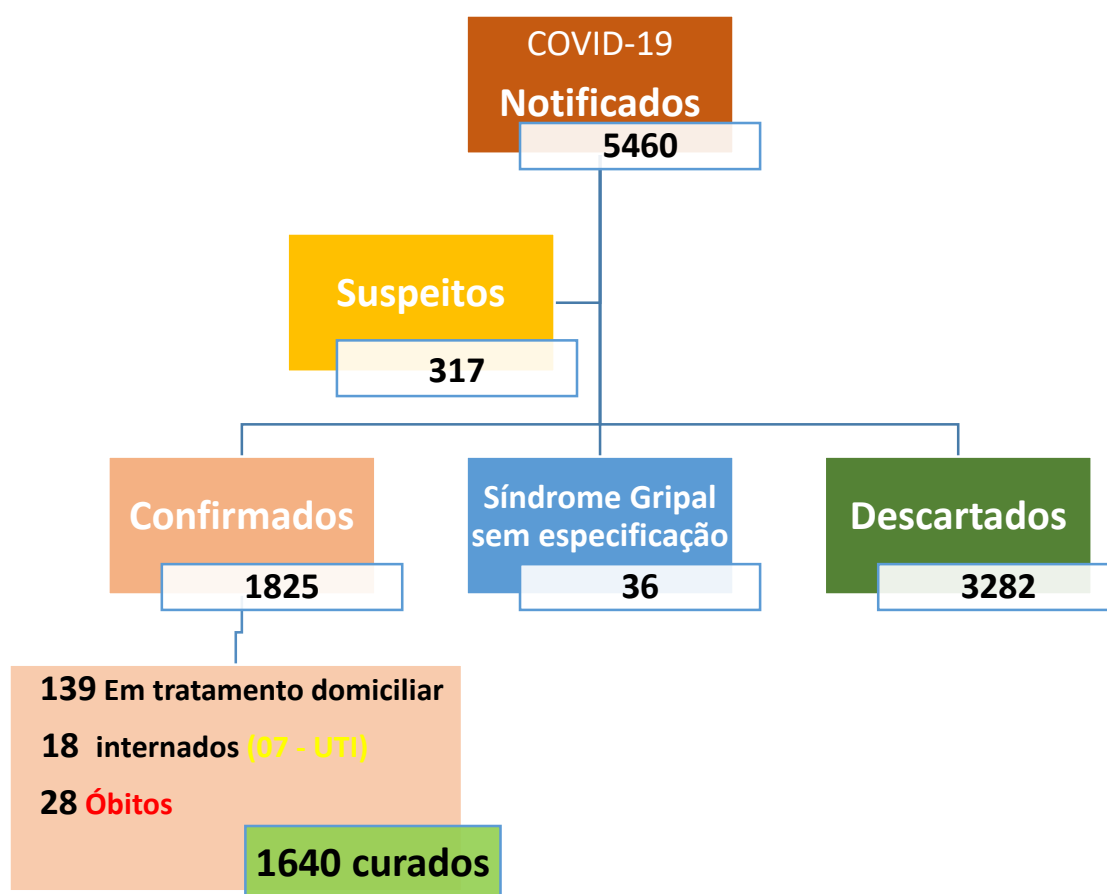 COVID-19
Notificados
5460
Suspeitos
317
Confirmados
1825
Síndrome Gripal
sem especificação
36
Descartados
3282
139 Em tratamento domiciliar
18 internados (07 - UTI)
28 Óbitos
1640 curados